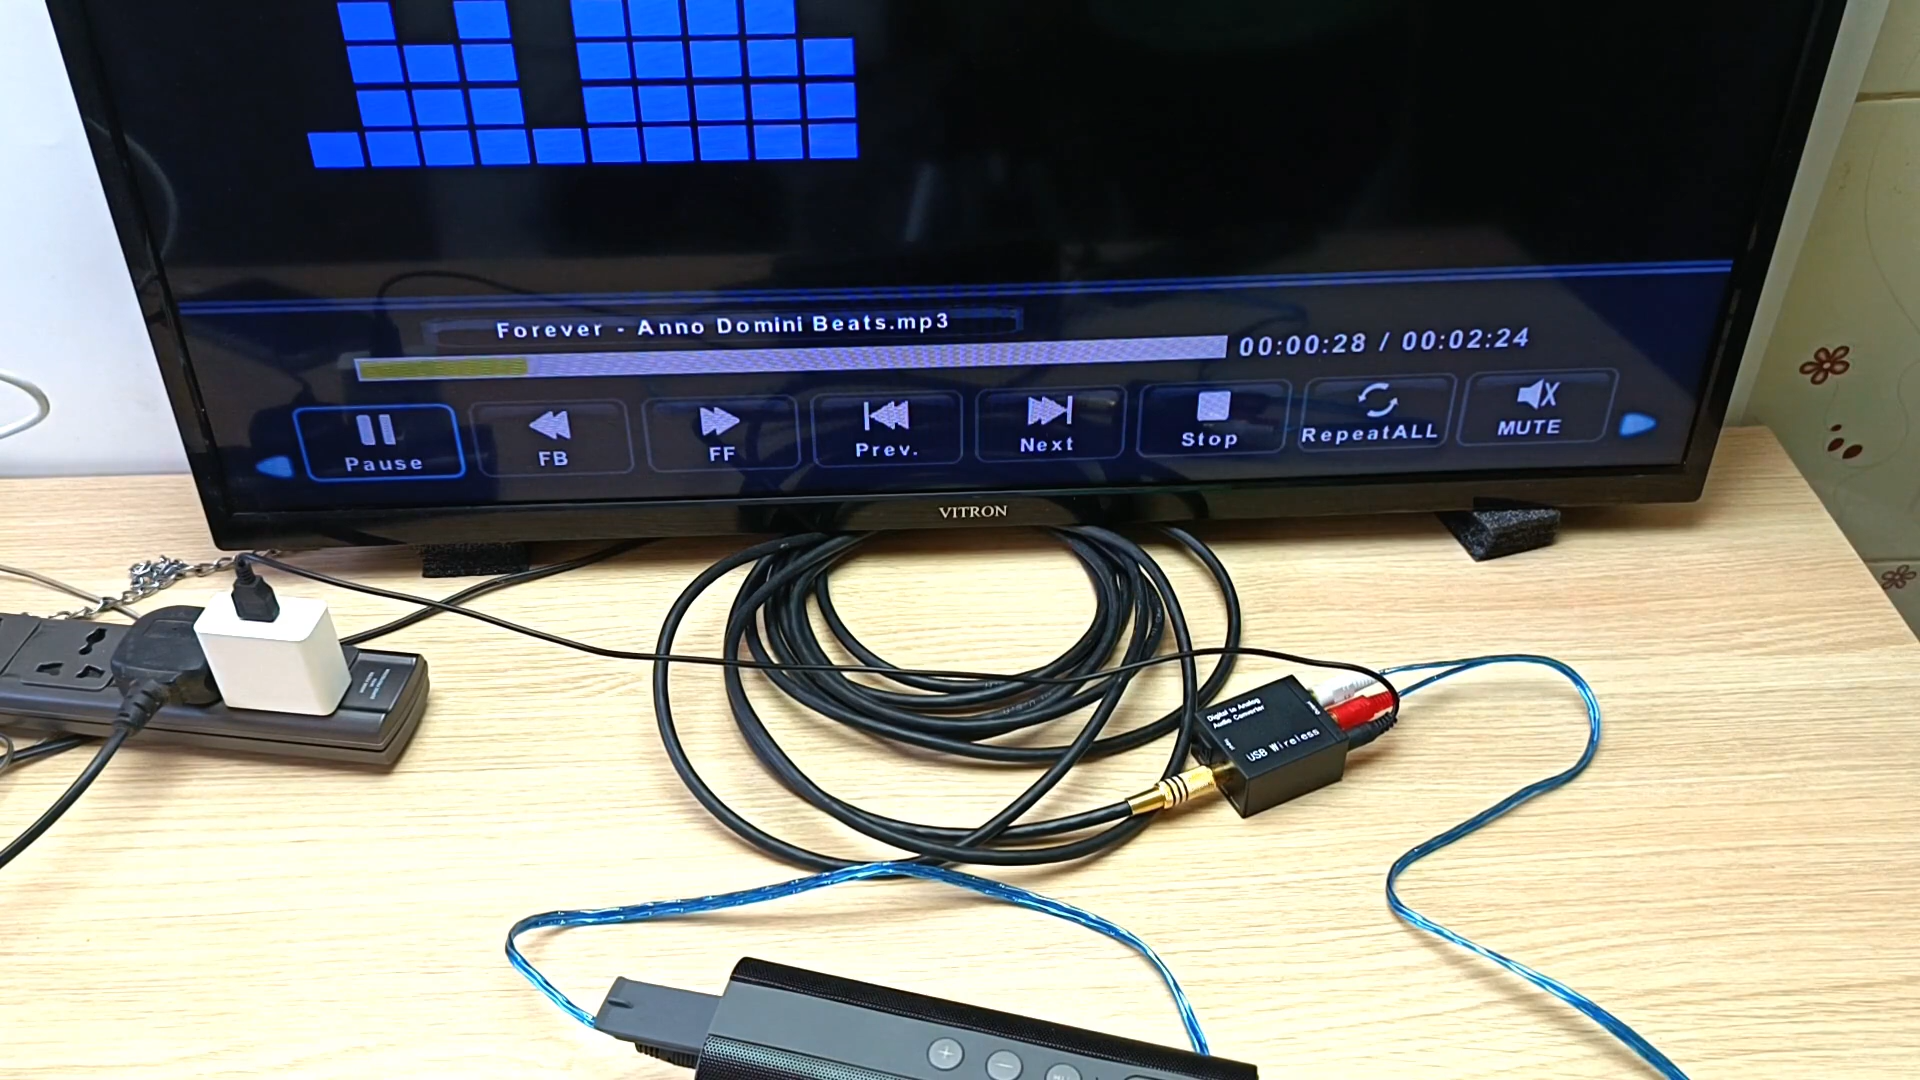 Forever - Anno Domini Beats.mp3
00:00:28 / 00:02:24
Pause
FB
FF
Prev.
Next
Stop
RepeatALL
MUTE
VITRON
Digital to Analog
Audio Converter
USB Wireless